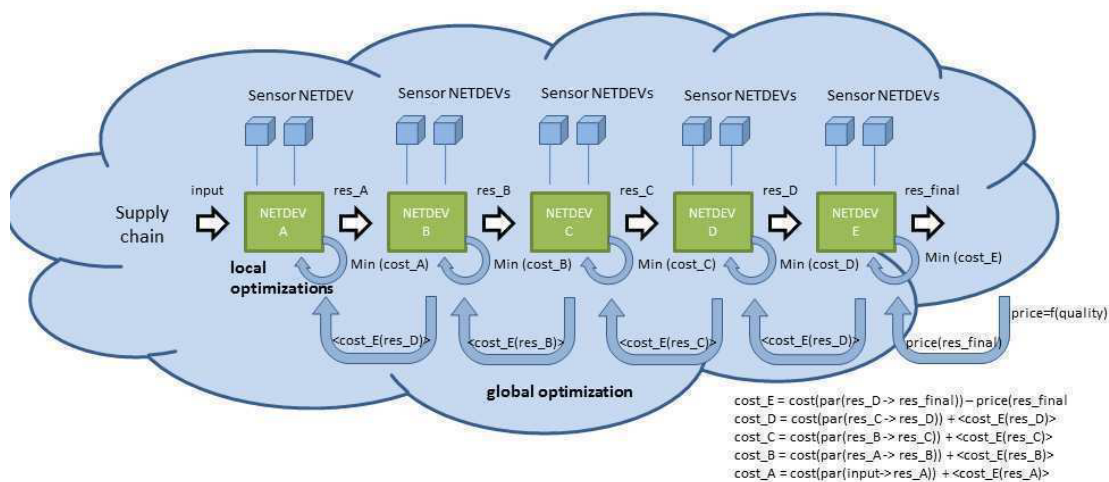 Sensor NETDEV
Sensor NETDEVs
Sensor NETDEVs
Sensor NETDEVs
Sensor NETDEVs
Supply
chain
input
NETDEV
A
res_A
NETDEV
B
res_B
NETDEV
C
res_C
NETDEV
D
res_D
NETDEV
E
res_final
local
optimizations
Min (cost_A)
Min (cost_B)
Min (cost_C)
Min (cost_D)
Min (cost_E)
<cost_E(res_D)>
<cost_E(res_B)>
<cost_E(res_C)>
<cost_E(res_D)>
price(res_final)
price=f(quality)
global optimization
cost_E = cost(par(res_D-> res_final)) – price(res_final
cost_D = cost(par(res_C-> res_D)) + <cost_E(res_D)>
cost_C = cost(par(res_B-> res_C)) + <cost_E(res_C)>
cost_B = cost(par(res_A-> res_B)) + <cost_E(res_B)>
cost_A = cost(par(input->res_A)) + <cost_E(res_A)>